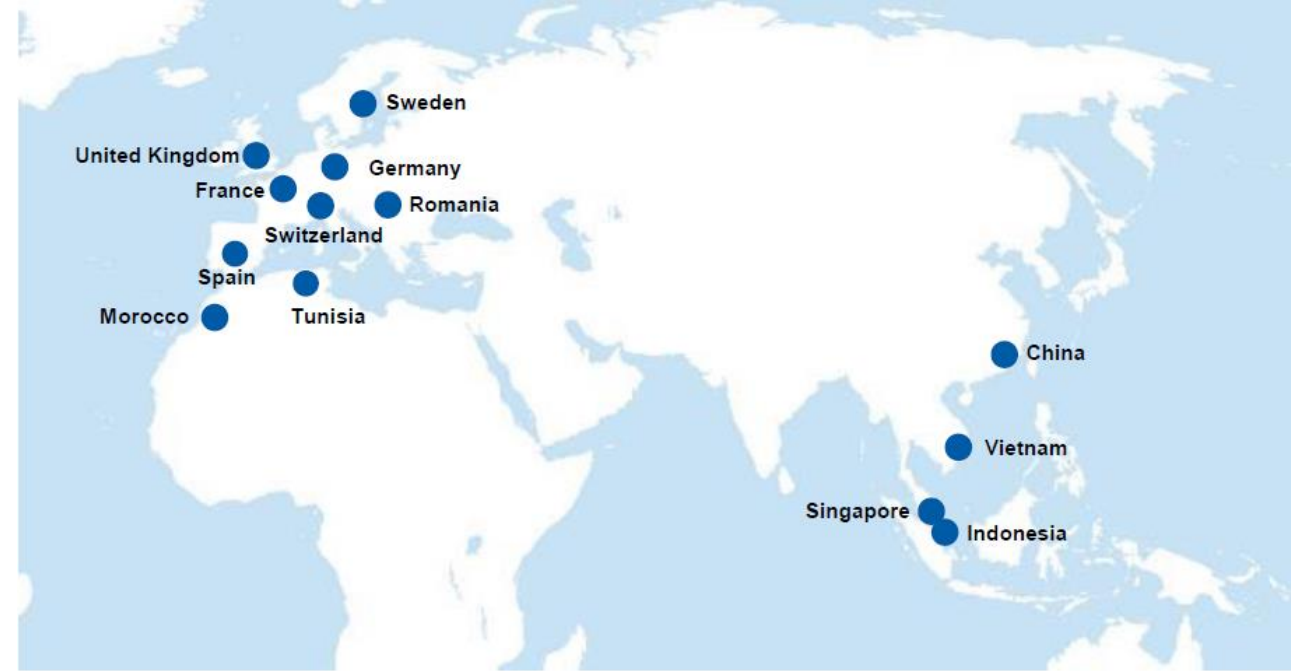 Sweden
United Kingdom
Germany
France
Romania
Switzerland
Spain
Morocco
Tunisia
China
Vietnam
Singapore
Indonesia